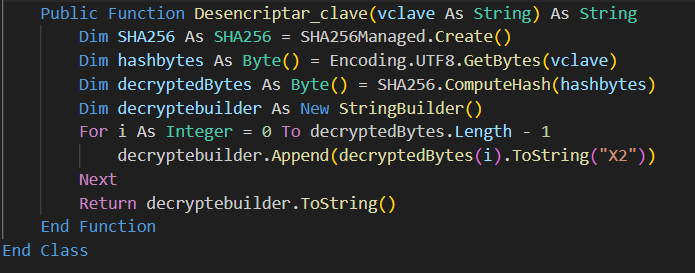 Public Function Desencriptar_clave(vclave As String) As String
Dim SHA256 As SHA256 = SHA256Managed.Create()
Dim hashbytes As Byte() = Encoding.UTF8.GetBytes(vclave)
Dim decryptedBytes As Byte() = SHA256.ComputeHash(hashbytes)
Dim decryptebuilder As New StringBuilder()
For i As Integer = 0 To decryptedBytes.Length - 1
decryptebuilder.Append(decryptedBytes(i).ToString("X2"))
Next
Return decryptebuilder.ToString()
End Function
End Class